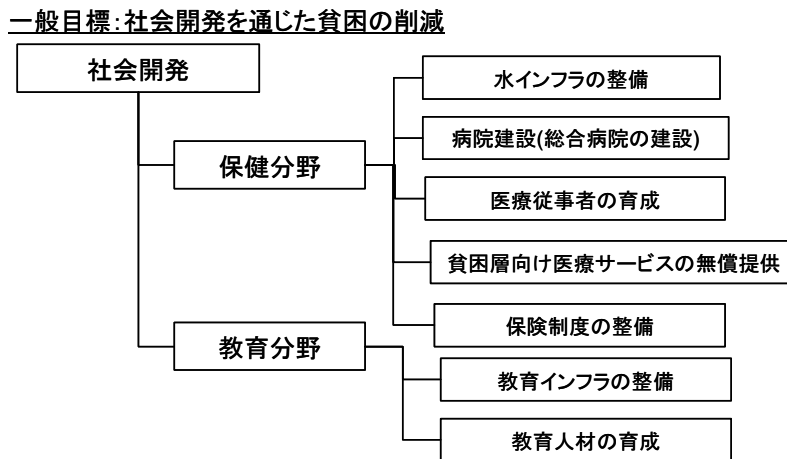 一般目標:社会開発を通じた貧困の削減
社会開発
保健分野
水インフラの整備
病院建設(総合病院の建設)
医療従事者の育成
貧困層向け医療サービスの無償提供
保険制度の整備
教育分野
教育インフラの整備
教育人材の育成